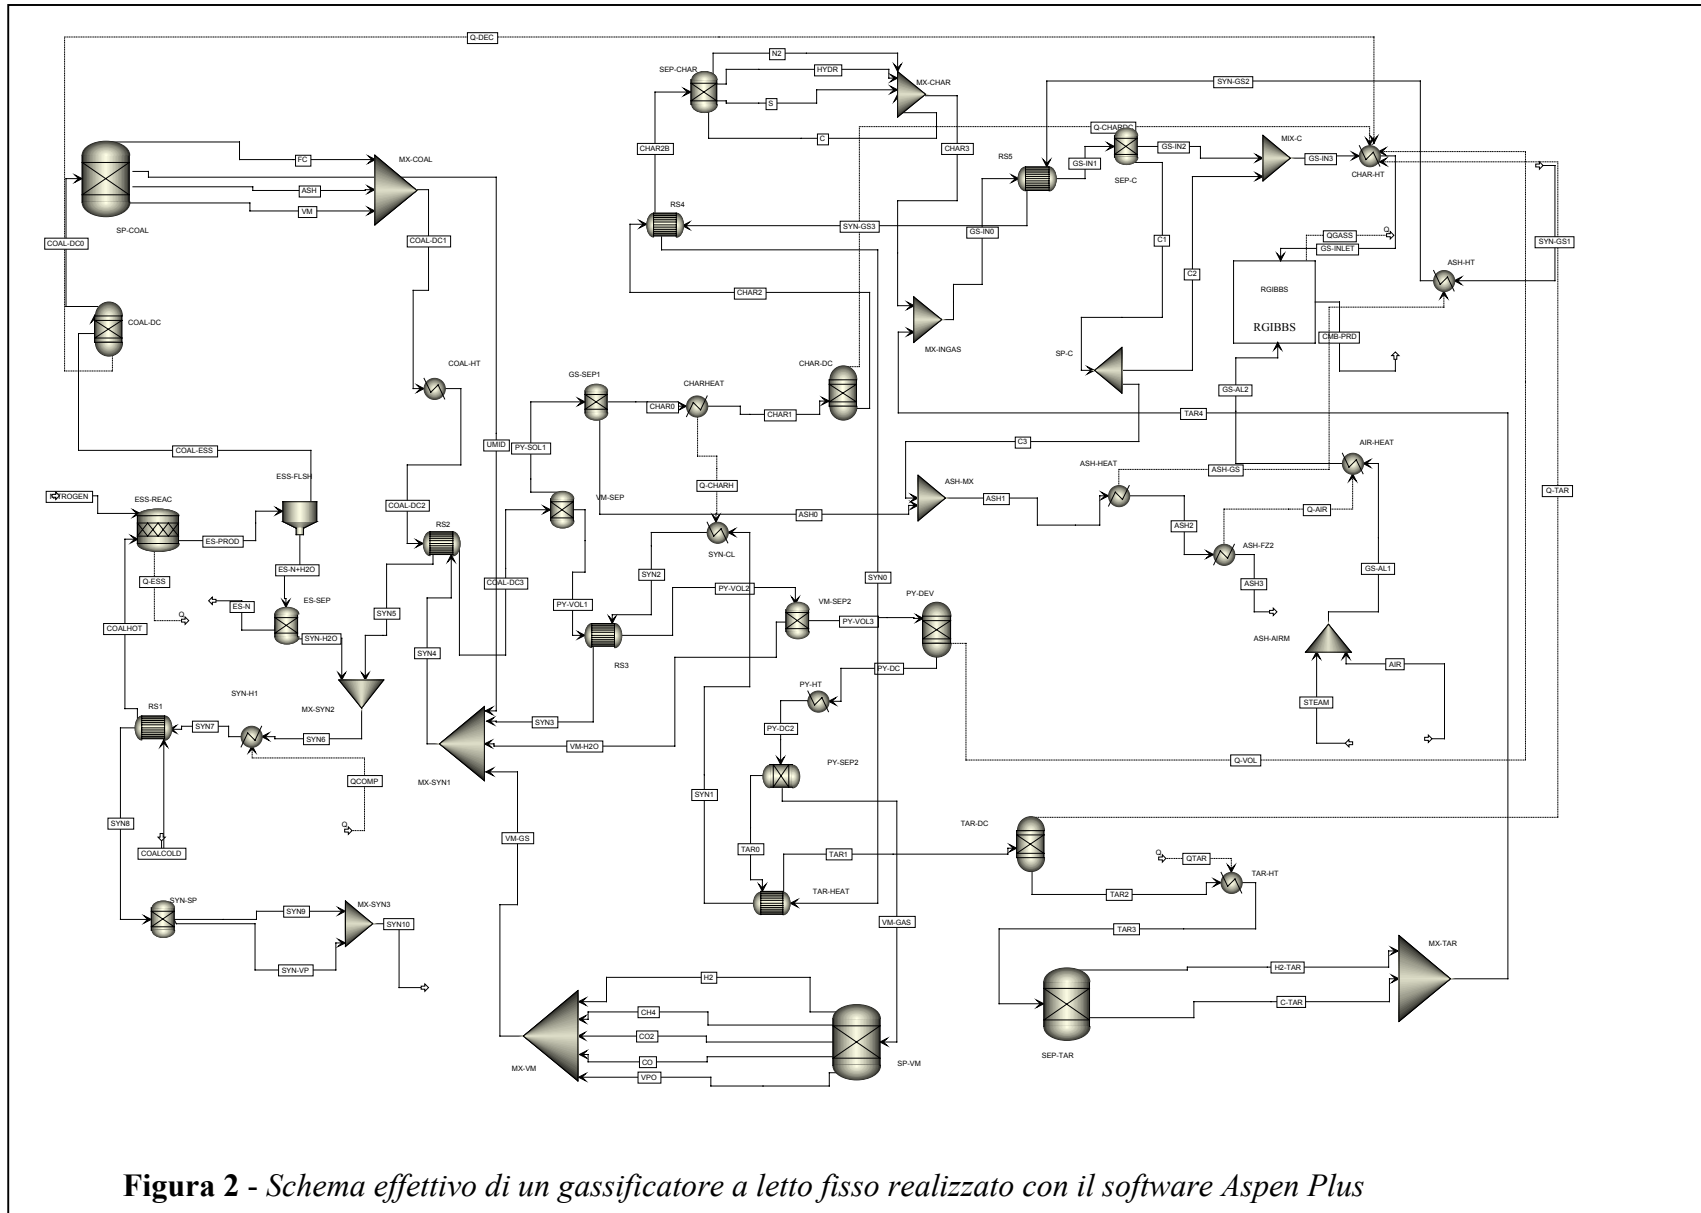 Q-DEC
N2
SEP-CHAR
HYDR
MX-CHAR
SYN-GS2
S
Q-CHARDC
C
CHAR2B
CHAR3
RS5
GS-IN1
GS-IN2
MIX-C
GS-IN3
CHAR-HT
SEP-C
FC
MX-COAL
ASH
VM
SP-COAL
COAL-DC0
COAL-DC1
RS4
SYN-GS3
GS-IN0
C1
C2
QGASS
GS-INLET
SYN-GS1
ASH-HT
RGIBBS
RGIBBS
CHAR2
COAL-DC
CMB-PRD
MX-INGAS
SP-C
COAL-HT
GS-SEP1
CHARHEAT
CHAR-DC
GS-AL2
CHAR0
CHAR1
TAR4
UMID
PY-SOL1
C3
COAL-ESS
AIR-HEAT
ESS-FLSH
ASH-HEAT
ASH-GS
ESS-REAC
VM-SEP
Q-CHARH
ASH-MX
ASH1
Q-TAR
COAL-DC2
ASH0
Q-AIR
RS2
ASH2
ES-PROD
SYN-CL
ASH-FZ2
ES-N+H2O
GS-AL1
Q-ESS
COAL-DC3
SYN2
SYN0
ASH3
PY-VOL2
ES-N
ES-SEP
PY-VOL1
VM-SEP2
PY-DEV
SYN5
PY-VOL3
COALHOT
SYN-H2O
ASH-AIRM
SYN4
RS3
PY-DC
AIR
SYN-H1
PY-HT
MX-SYN2
STEAM
RS1
SYN7
SYN3
PY-DC2
SYN6
VM-H2O
PY-SEP2
Q-VOL
QCOMP
MX-SYN1
SYN1
SYN8
TAR-DC
VM-GS
COALCOLD
TAR0
TAR1
QTAR
TAR-HT
TAR-HEAT
TAR2
SYN-SP
SYN9
MX-SYN3
SYN10
VM-GAS
TAR3
MX-TAR
SYN-VP
H2
H2-TAR
C-TAR
CH4
CO2
SEP-TAR
CO
SP-VM
MX-VM
VPO
Figura 2 - Schema effettivo di un gassificatore a letto fisso realizzato con il software Aspen Plus